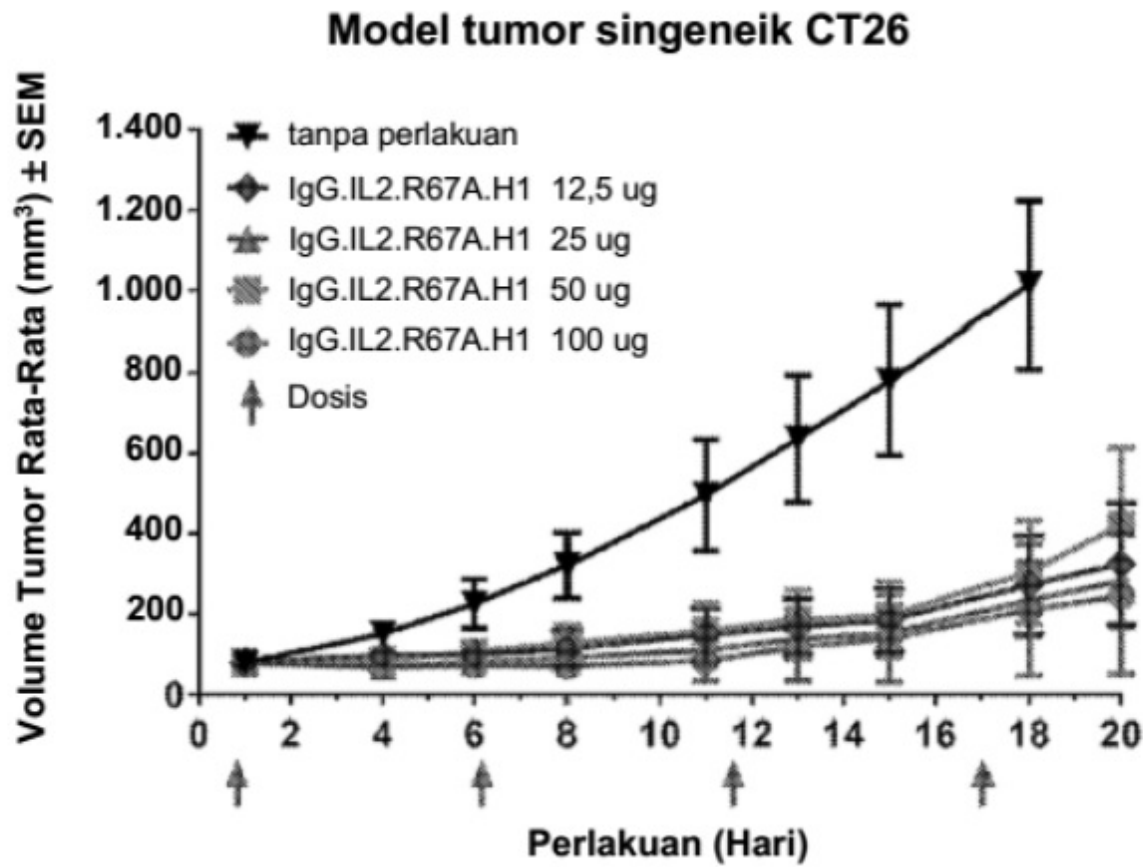 Model tumor singeneik CT26
Volume Tumor Rata-Rata (mm³) ± SEM
1.400
1.200
1.000
800
600
400
200
0
tanpa perlakuan
IgG.IL2.R67A.H1 12,5 ug
IgG.IL2.R67A.H1 25 ug
IgG.IL2.R67A.H1 50 ug
IgG.IL2.R67A.H1 100 ug
Dosis
0 2 4 6 8 10 12 14 16 18 20
Perlakuan (Hari)